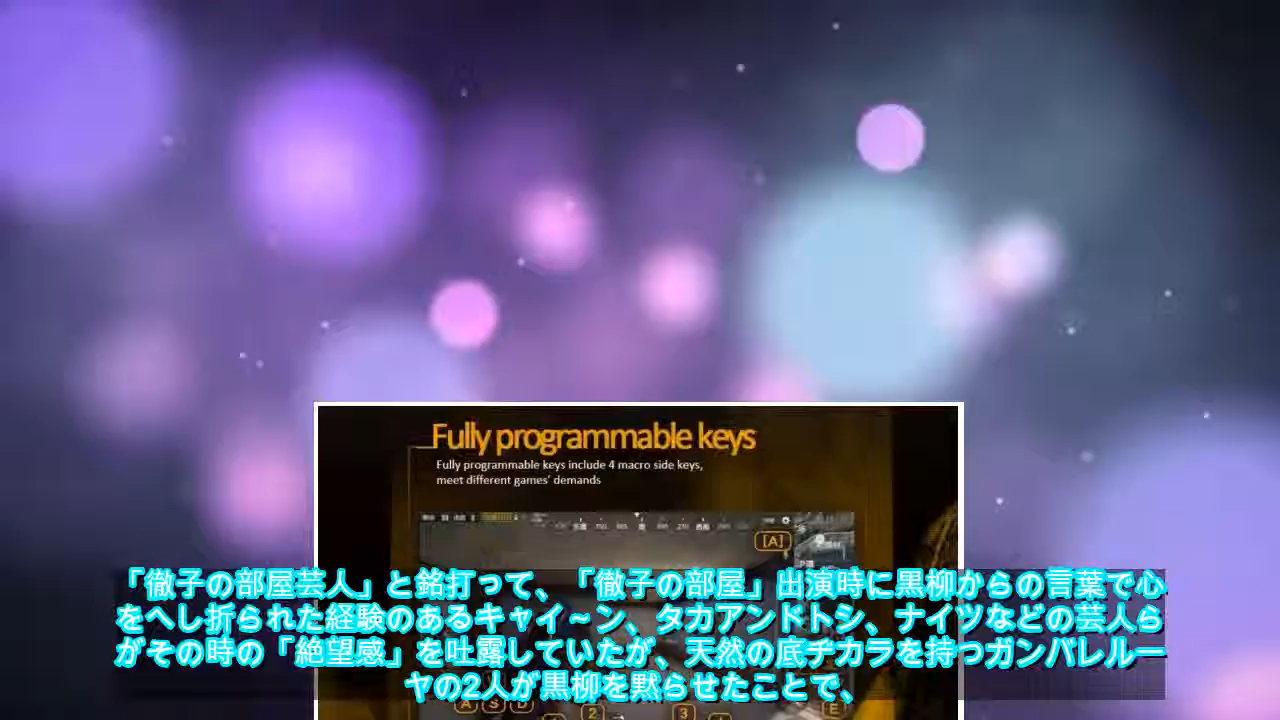 Fully programmable keys
Fully programmable keys include 4 macro side keys,
meet different games' demands
[A]
「徹子の部屋芸人」と銘打って、「徹子の部屋」出演時に黒柳からの言葉で心
をへし折られた経験のあるキャイ～ン、タカアンドトシ、ナイツなどの芸人ら
がその時の「絶望感」を吐露していたが、天然の底ヂカラを持つガンバレルー
ヤの2人が黒柳を黙らせたことで、
A S D
2 3 E